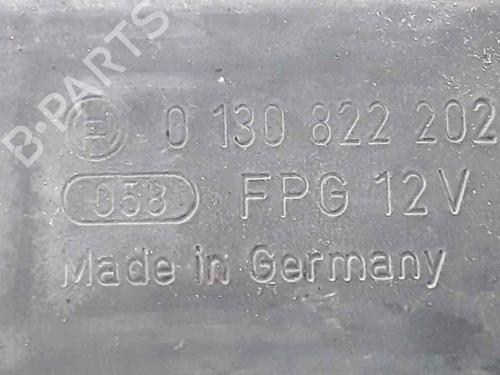 B-PARTS
0 130 822 202
058 FPG 12V
Made in Germany